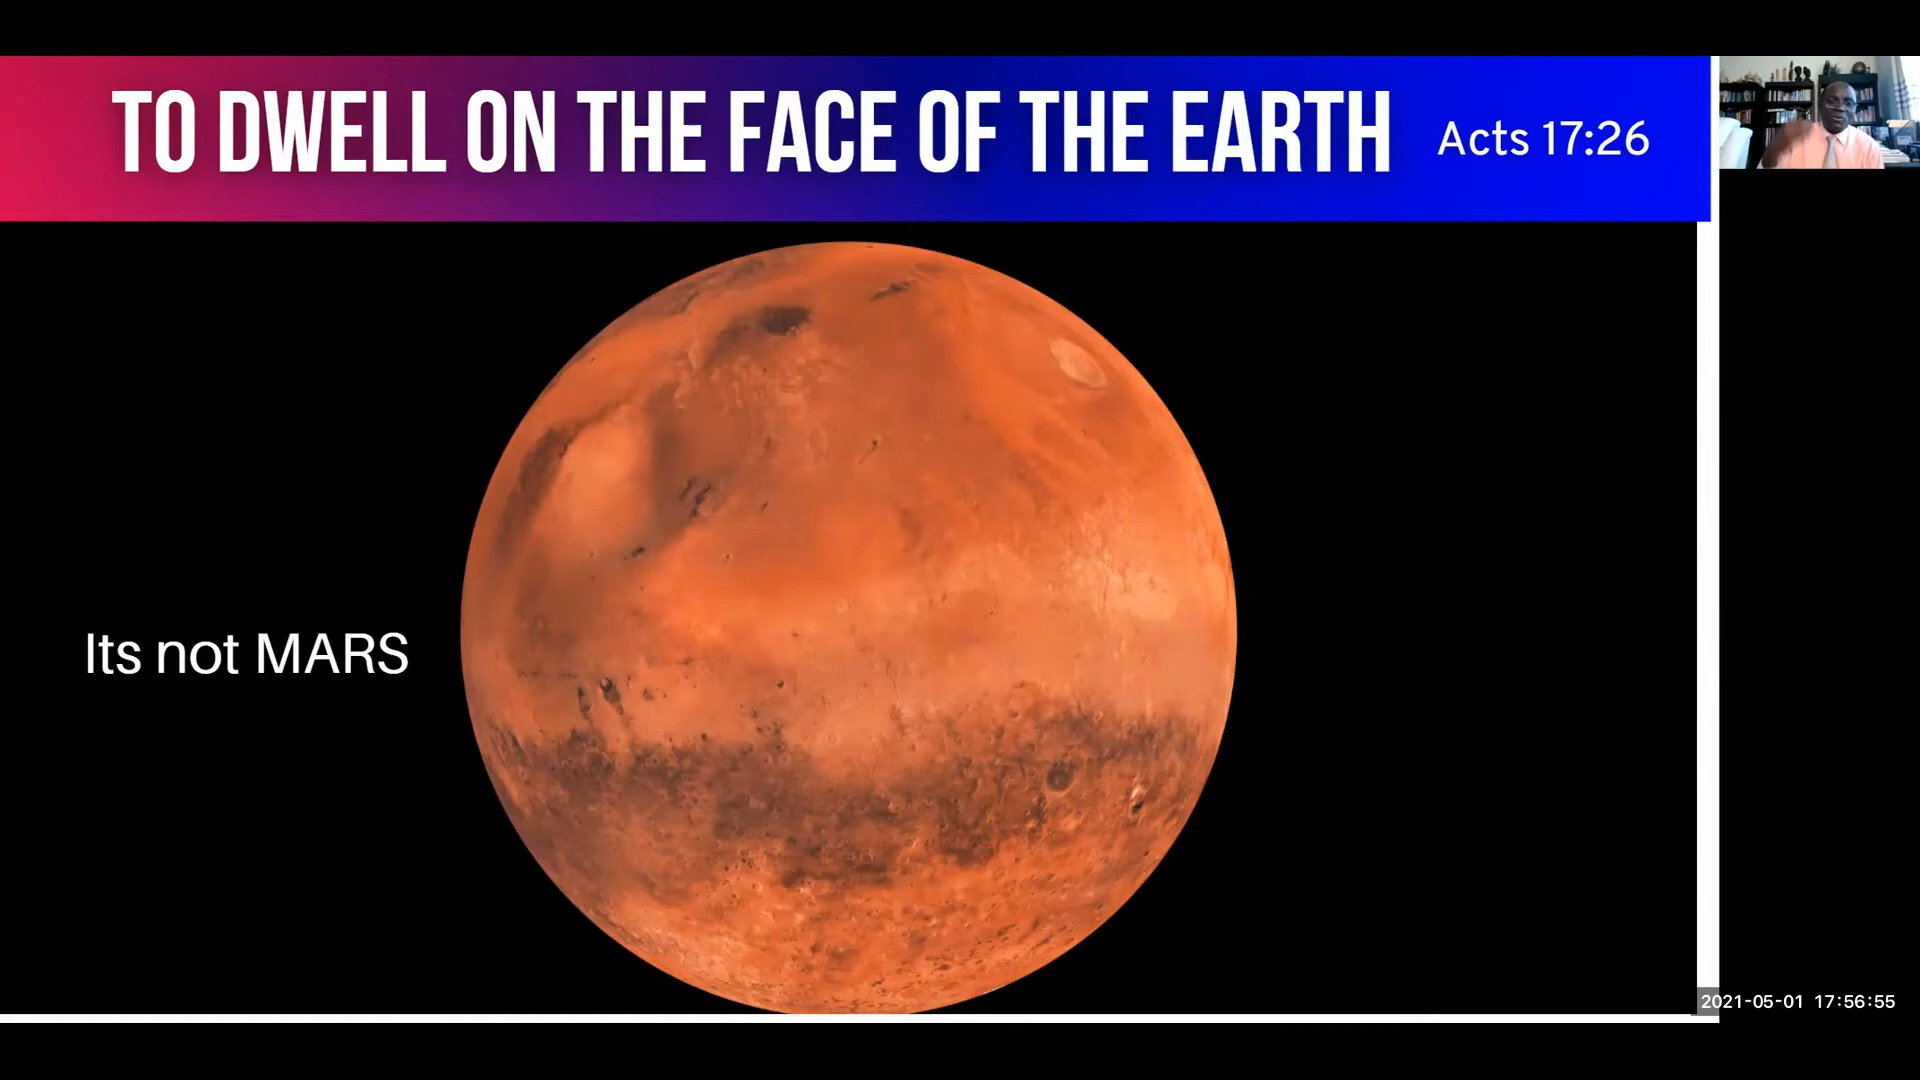 TO DWELL ON THE FACE OF THE EARTH Acts 17:26
Its not MARS
2021-05-01 17:56:55